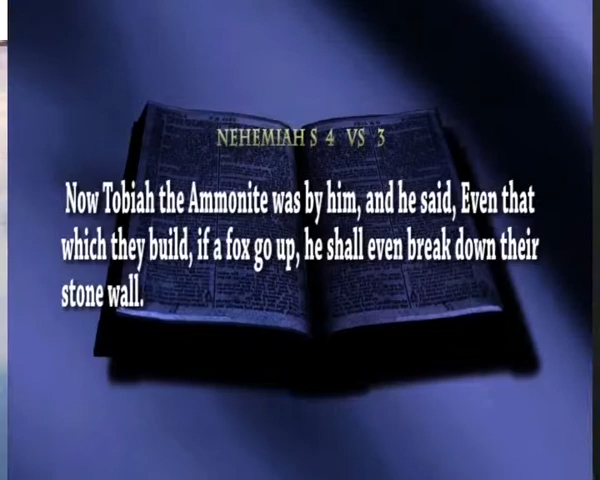 NEHEMIAH S 4 VS 3
Now Tobiah the Ammonite was by him, and he said, Even that
which they build, if a fox go up, he shall even break down their
stone wall.